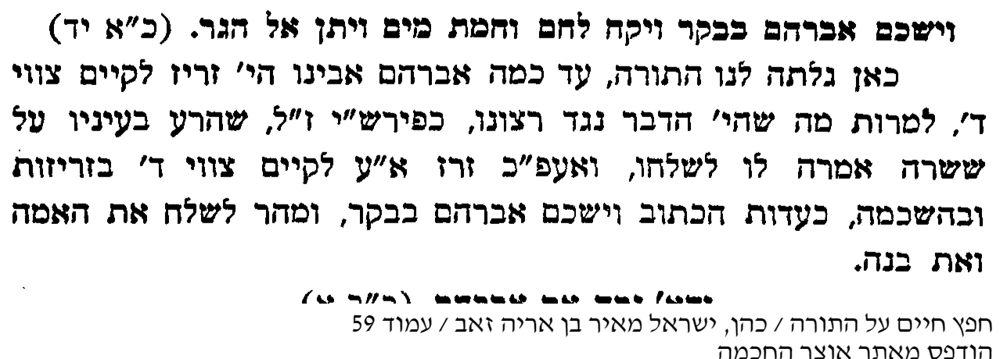 וישכם אברהם בבקר ויקח לחם וחמת מים ויתן אל הגר. (כ"א יד)
כאן גלתה לנו התורה, עד כמה אברהם אבינו הי' זריז לקיים צווי
ד', למרות מה שהי' הדבר נגד רצונו, כפירש"י ז"ל, שהרע בעיניו על
ששרה אמרה לו לשלחו, ואעפ"כ זרז א"ע לקיים צווי ד' בזריזות
ובהשכמה, כעדות הכתוב וישכם אברהם בבקר, ומהר לשלח את האמה
ואת בנה.
חפץ חיים על התורה / כהן, ישראל מאיר בן אריה זאב / עמוד 59
הודפס מאתר אוצר החכמה